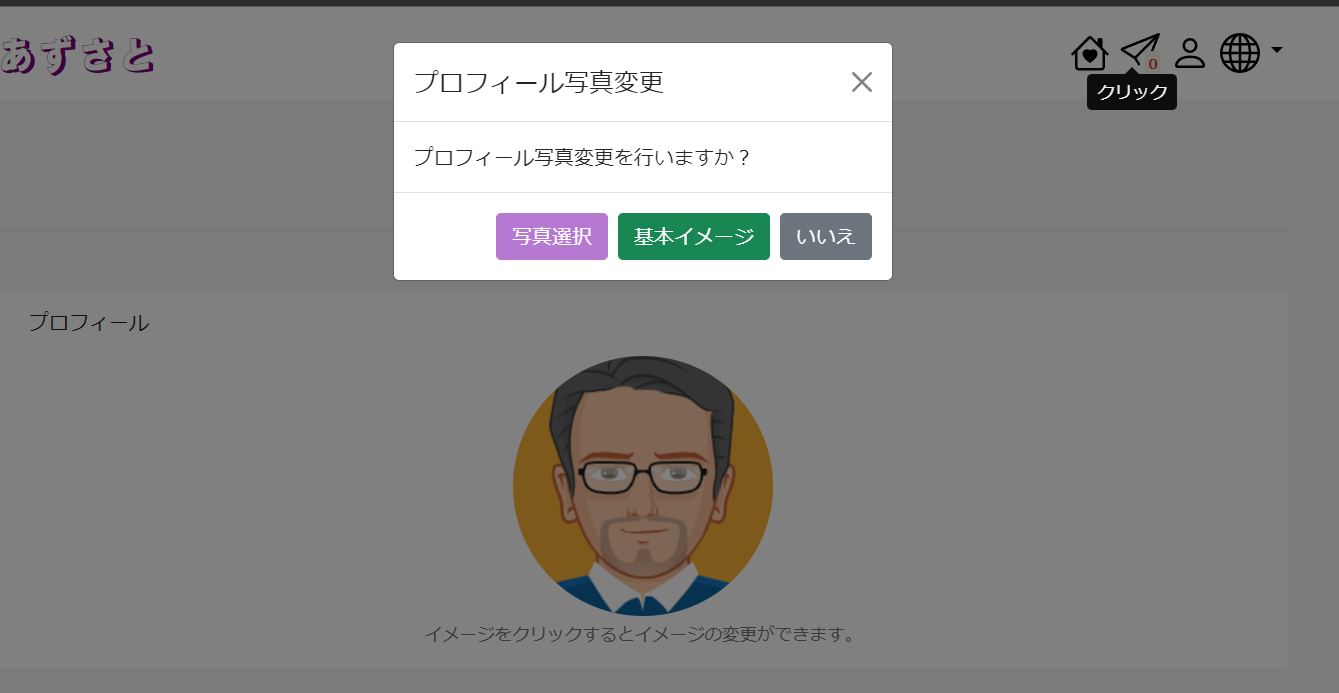 あずさと
0
クリック
プロフィール写真変更
プロフィール写真変更を行いますか？
写真選択 基本イメージ いいえ
プロフィール
イメージをクリックするとイメージの変更ができます。